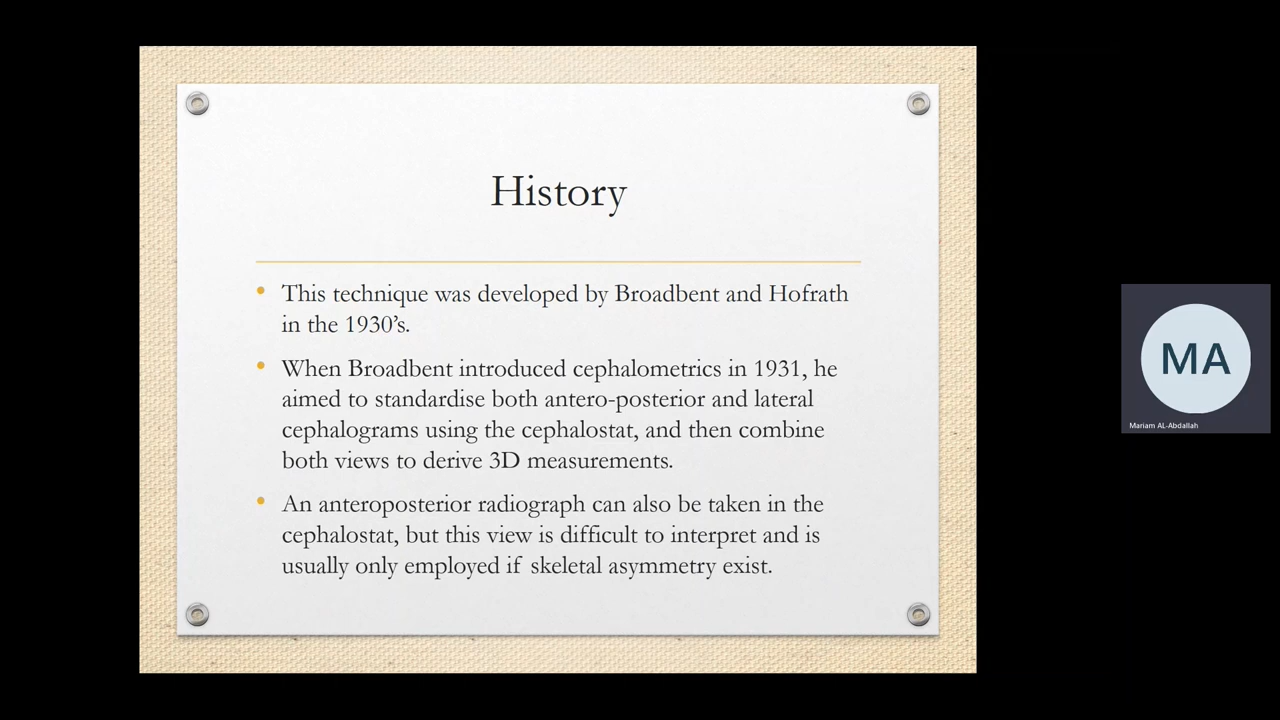 History
This technique was developed by Broadbent and Hofrath
in the 1930’s.
When Broadbent introduced cephalometrics in 1931, he
aimed to standardise both antero-posterior and lateral
cephalograms using the cephalostat, and then combine
both views to derive 3D measurements.
An anteroposterior radiograph can also be taken in the
cephalostat, but this view is difficult to interpret and is
usually only employed if skeletal asymmetry exist.
MA
Mariam AL-Abdallah